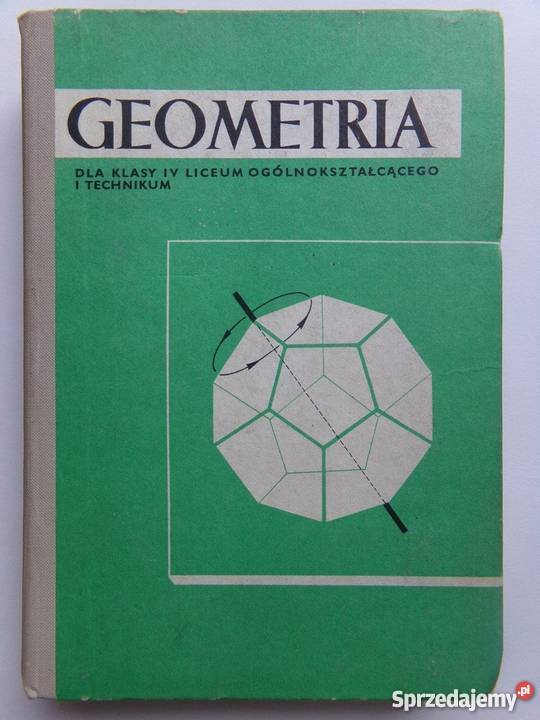 GEOMETRIA
DLA KLASY IV LICEUM OGÓLNOKSZTAŁCĄCEGO
I TECHNIKUM
Sprzedajemy.pl